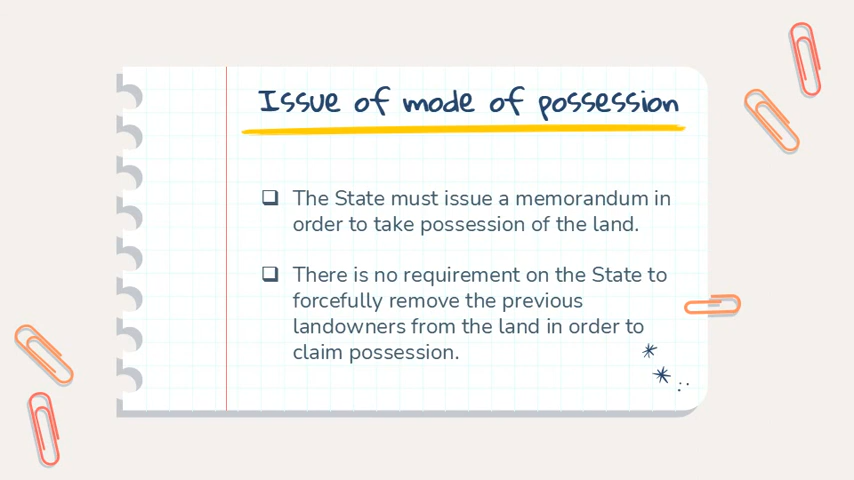 Issue of mode of possession
❑ The State must issue a memorandum in
order to take possession of the land.
❑ There is no requirement on the State to
forcefully remove the previous
landowners from the land in order to
claim possession.